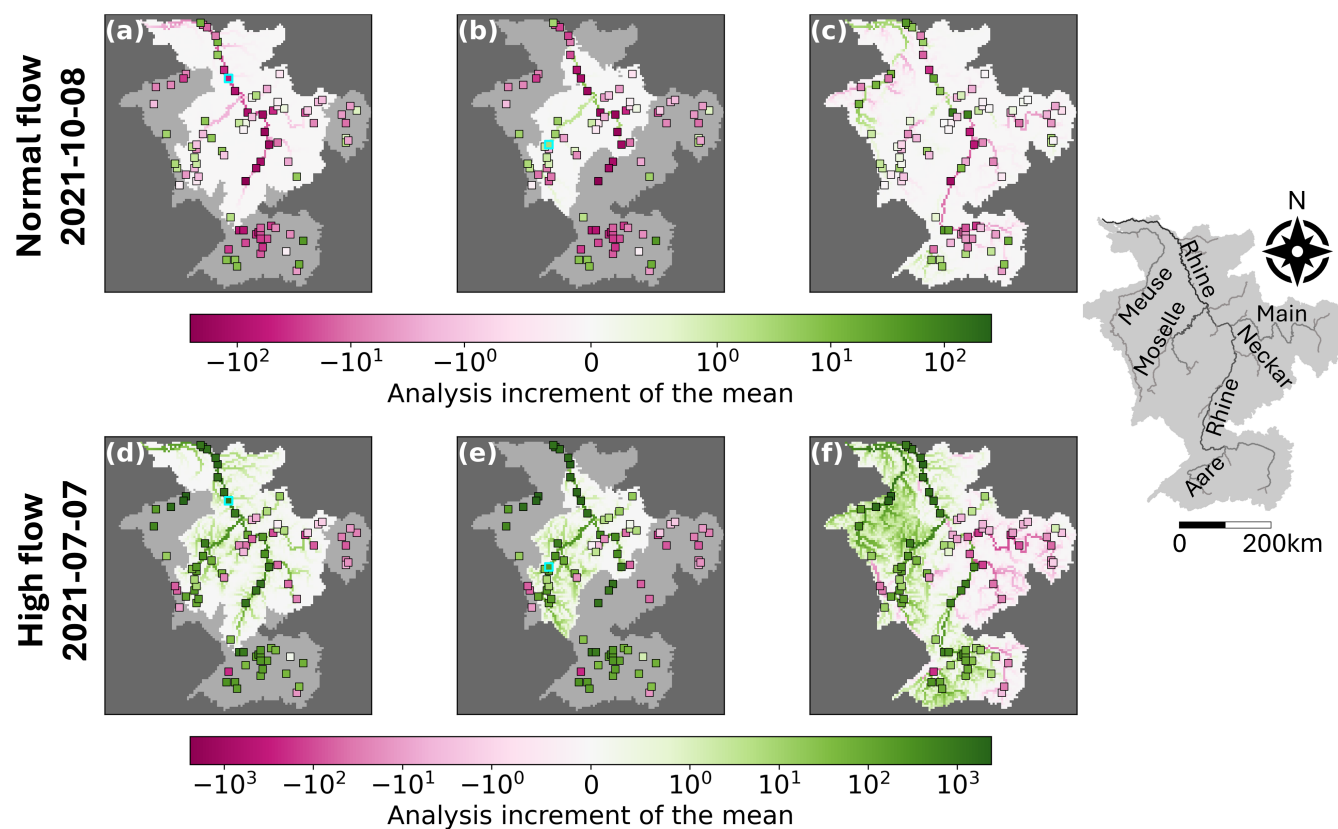 Normal flow
2021-10-08
(a)
(b)
(c)
−10²
−10¹
−10⁰
0
10⁰
10¹
10²
Analysis increment of the mean
High flow
2021-07-07
(d)
(e)
(f)
−10³
−10²
−10¹
−10⁰
0
10⁰
10¹
10²
10³
Analysis increment of the mean
N
Rhine
Meuse
Moselle
Main
Neckar
Rhine
Aare
0 200km